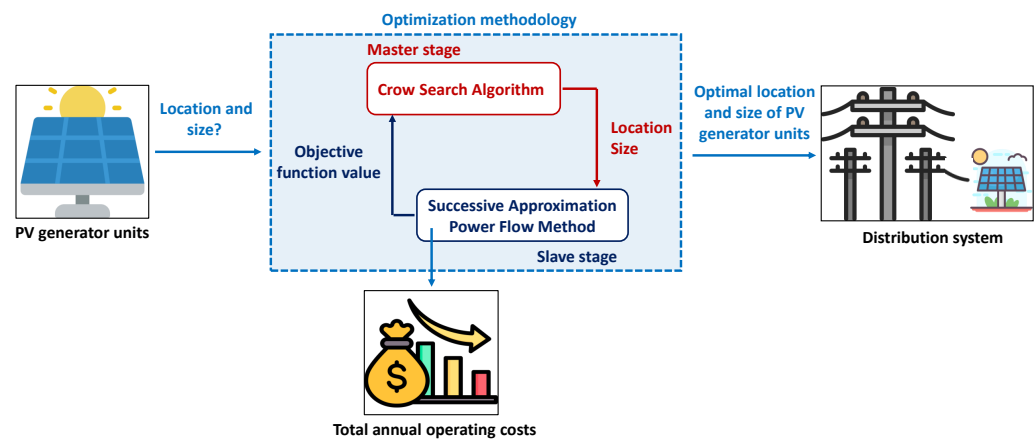 Optimization methodology
Master stage
Crow Search Algorithm
Location and
size?
Optimal location
and size of PV
generator units
Location
Size
Objective
function value
Successive Approximation
Power Flow Method
Slave stage
PV generator units
Distribution system
$
Total annual operating costs